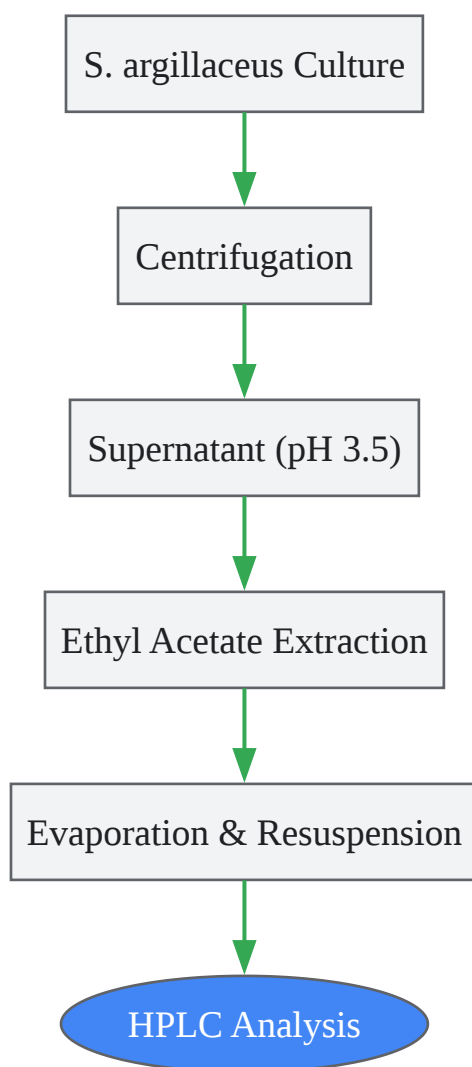 S. argillaceus Culture
Centrifugation
Supernatant (pH 3.5)
Ethyl Acetate Extraction
Evaporation & Resuspension
HPLC Analysis